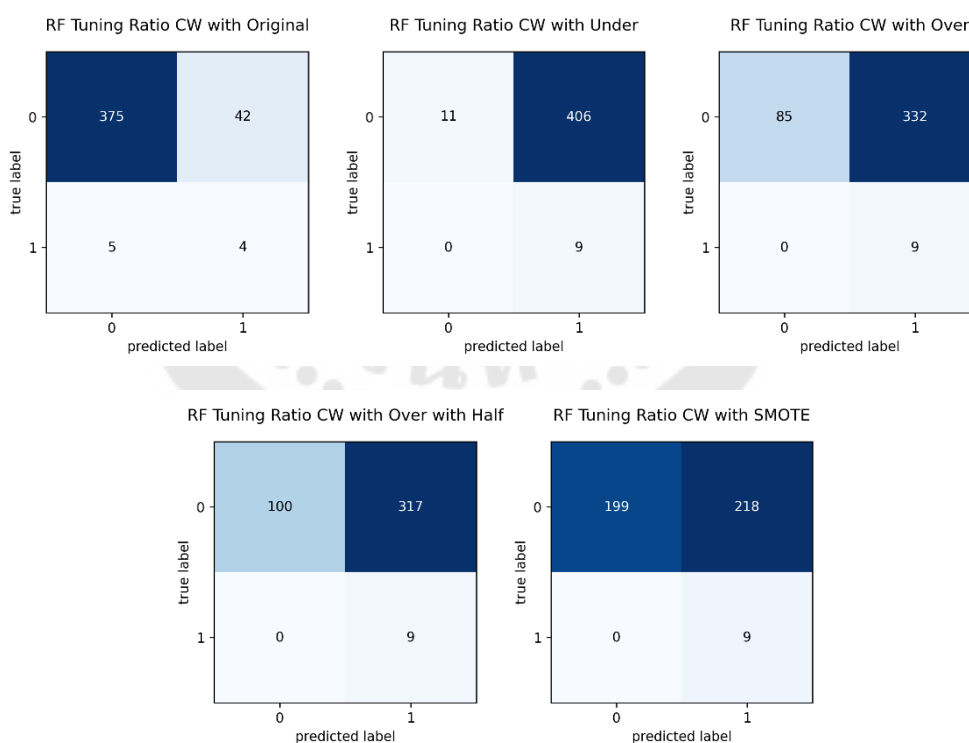 RF Tuning Ratio CW with Original
0
375
42
true label
1
5
4
0
1
predicted label
RF Tuning Ratio CW with Under
0
11
406
true label
1
0
9
0
1
predicted label
RF Tuning Ratio CW with Over
0
85
332
true label
1
0
9
0
1
predicted label
RF Tuning Ratio CW with Over with Half
0
100
317
true label
1
0
9
0
1
predicted label
RF Tuning Ratio CW with SMOTE
0
199
218
true label
1
0
9
0
1
predicted label